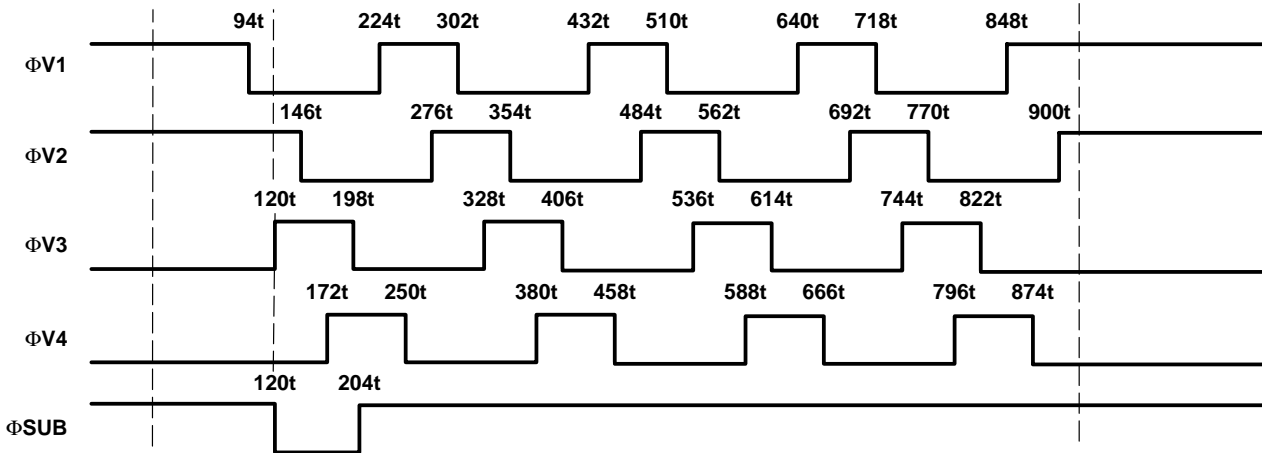 94t 224t 302t 432t 510t 640t 718t 848t
ΦV1
146t 276t 354t 484t 562t 692t 770t 900t
ΦV2
120t 198t 328t 406t 536t 614t 744t 822t
ΦV3
172t 250t 380t 458t 588t 666t 796t 874t
ΦV4
120t 204t
ΦSUB